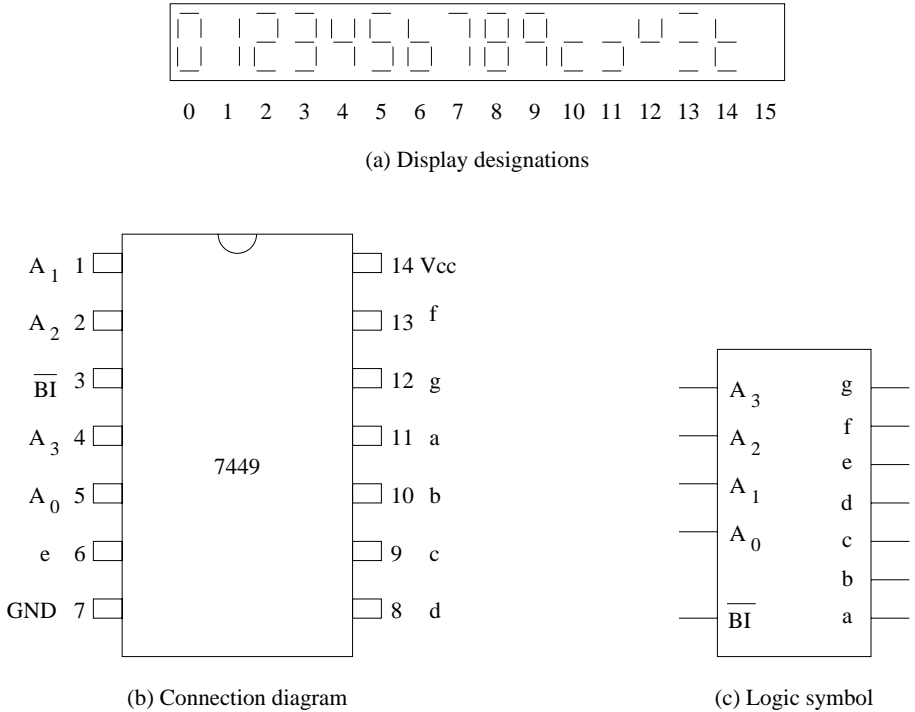 0 1 2 3 4 5 6 7 8 9 10 11 12 13 14 15
(a) Display designations
A1 1
14 Vcc
A2 2
13 f
BI 3
12 g
A3 4
11 a
7449
A0 5
10 b
e 6
9 c
GND 7
8 d
(b) Connection diagram
A3 g
f
A2
e
A1
d
A0 c
b
BI a
(c) Logic symbol